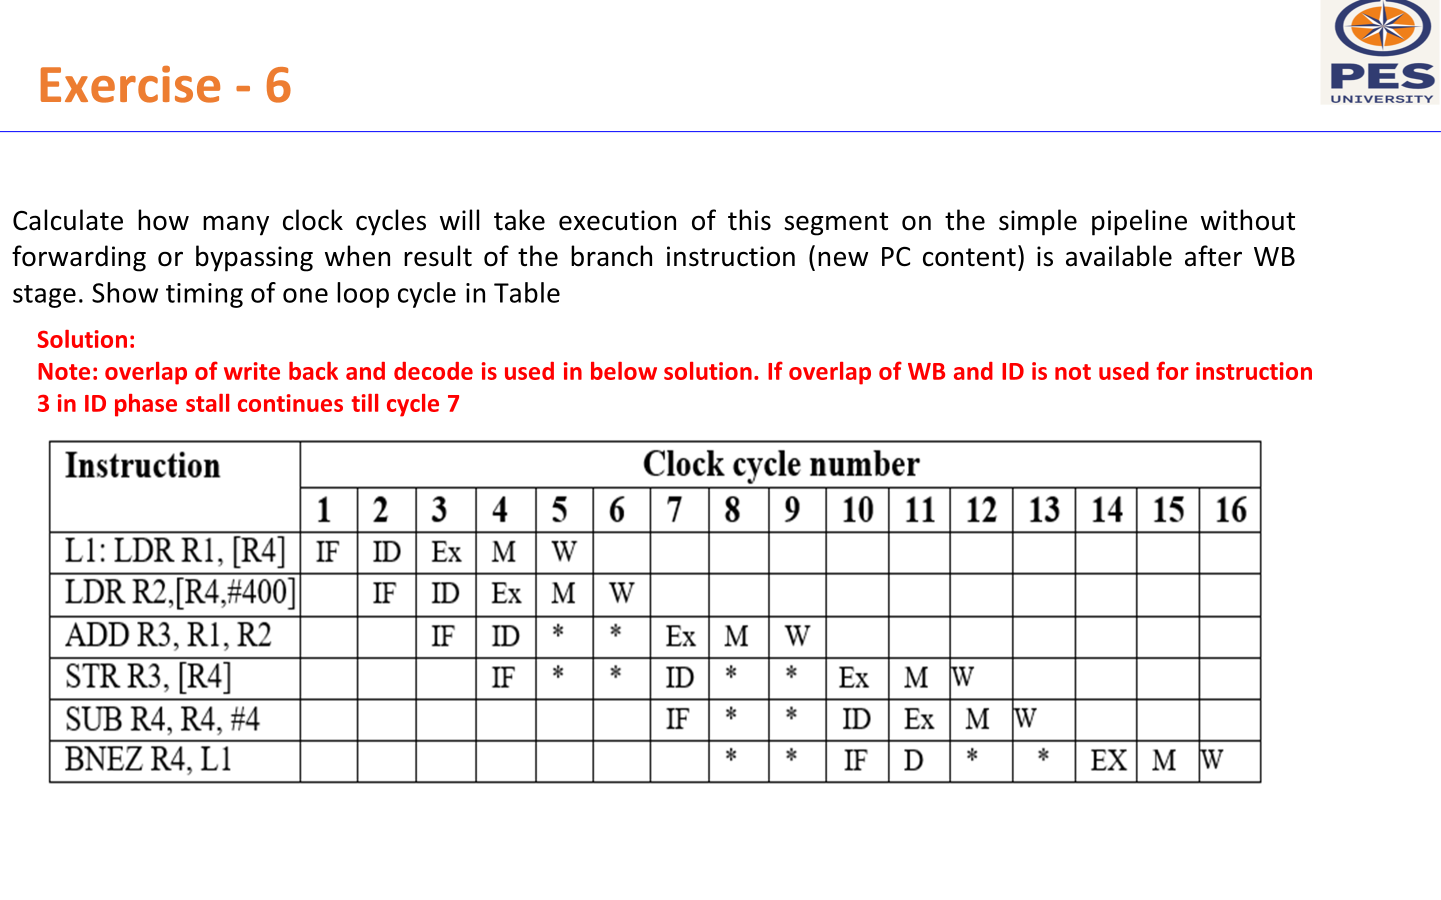 PES
UNIVERSITY
Exercise - 6
Calculate how many clock cycles will take execution of this segment on the simple pipeline without
forwarding or bypassing when result of the branch instruction (new PC content) is available after WB
stage. Show timing of one loop cycle in Table
Solution:
Note: overlap of write back and decode is used in below solution. If overlap of WB and ID is not used for instruction
3 in ID phase stall continues till cycle 7
Instruction Clock cycle number
1 2 3 4 5 6 7 8 9 10 11 12 13 14 15 16
L1: LDR R1, [R4] IF ID Ex M W
LDR R2,[R4,#400] IF ID Ex M W
ADD R3, R1, R2 IF ID * * Ex M W
STR R3, [R4] IF * * ID * * Ex M W
SUB R4, R4, #4 IF * * ID Ex M W
BNEZ R4, L1 * * IF D * * EX M W